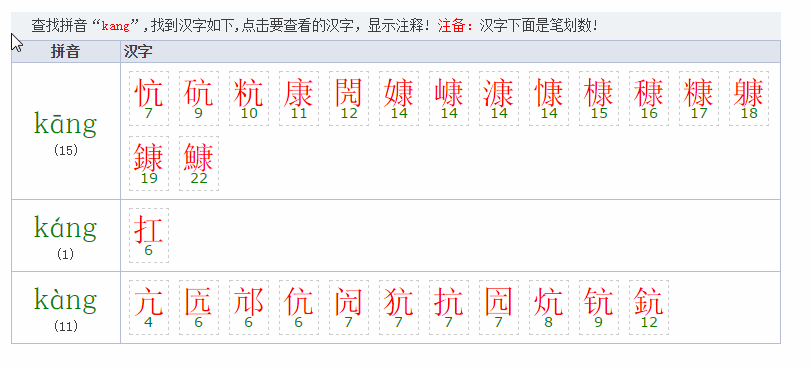 查找拼音“kang”,找到汉字如下,点击要查看的汉字，显示注释! 注备：汉字下面是笔划数!
拼音 汉字
kāng
(15)
忼 砊 粇 康 閌 嫝 嵻 漮 慷 槺 穅 糠 躿
7 9 10 11 12 14 14 14 14 15 16 17 18
鏮 鱇
19 22
káng
(1)
扛
6
kàng
(11)
亢 匟 邟 伉 闶 犺 抗 囥 炕 钪 鈧
4 6 6 6 7 7 7 7 8 9 12